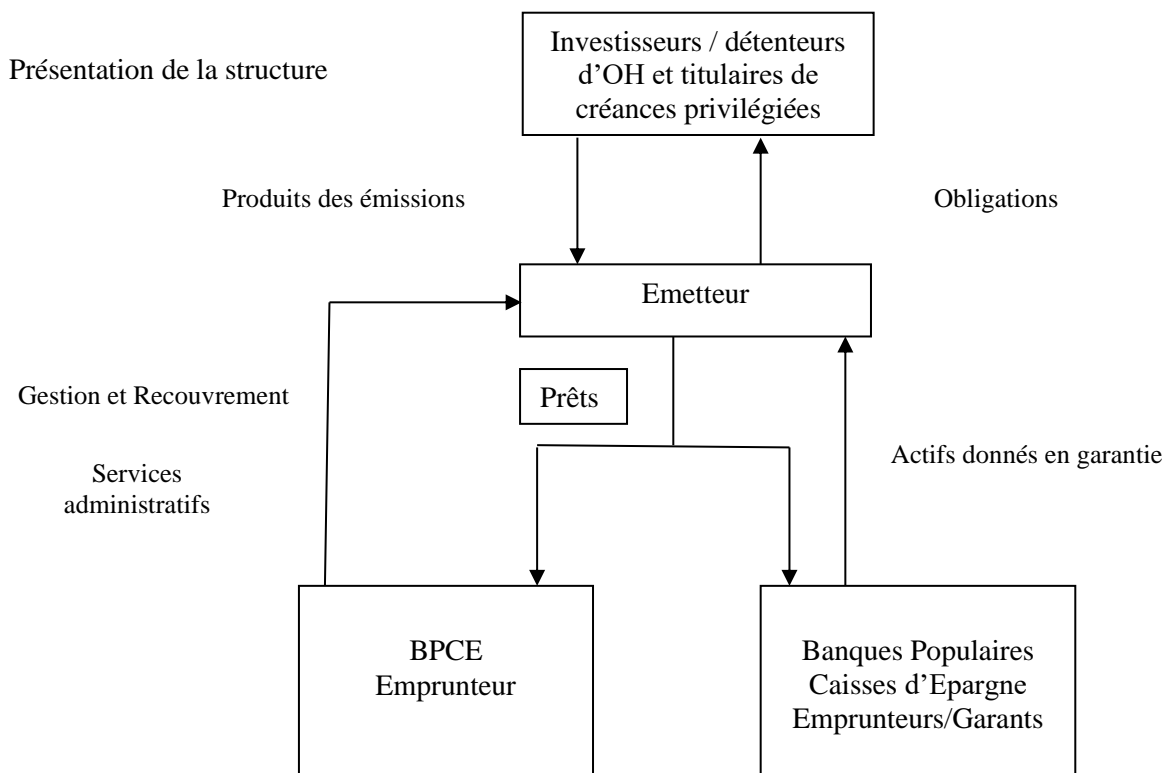 Présentation de la structure
Investisseurs / détenteurs
d’OH et titulaires de
créances privilégiées
Produits des émissions
Obligations
Emetteur
Gestion et Recouvrement
Prêts
Services
administratifs
Actifs donnés en garantie
BPCE
Emprunteur
Banques Populaires
Caisses d’Epargne
Emprunteurs/Garants